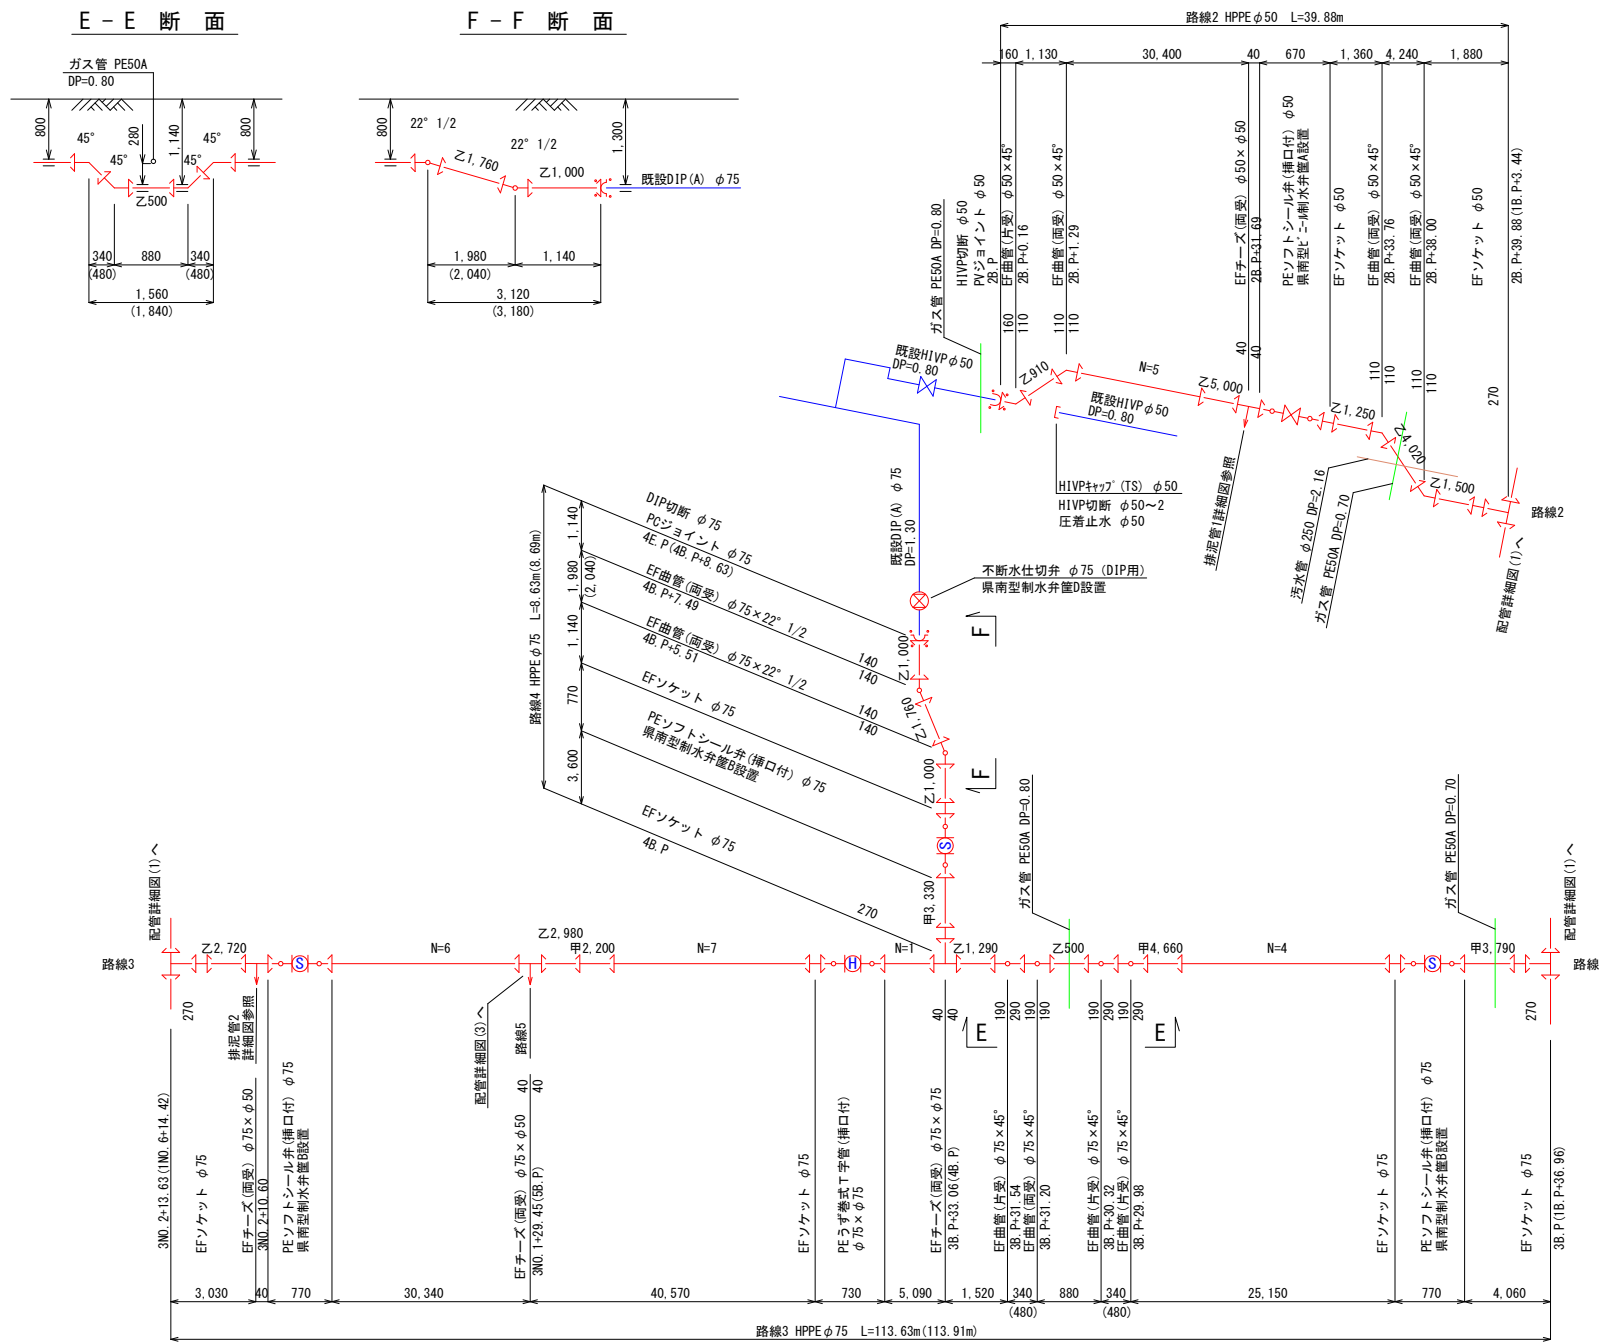 E-E 断面
ガス管 PE50A
DP=0.80
800
45°
45°
280
1,140
45°
45°
800
乙500
340
(480)
880
340
(480)
1,560
(1,840)
F-F 断面
800
22° 1/2
乙1,760
22° 1/2
乙1,000
1,300
既設DIP(A) φ75
1,980
(2,040)
1,140
3,120
(3,180)
路線2 HPPEφ50 L=39.88m
160
1,130
30,400
40
670
1,360
4,240
1,880
ガス管 PE50A DP=0.80
HIVP切断 φ50
PVジョイント φ50
2B.P
EF曲管(片受) φ50×45°
2B.P+0.16
EF曲管(両受) φ50×45°
2B.P+1.29
EFチーズ(両受) φ50×φ50
2B.P+31.69
PEソフトシール弁(挿口付) φ50
県南型ビニール制水弁筐A設置
EFソケット φ50
EF曲管(両受) φ50×45°
2B.P+33.76
EF曲管(両受) φ50×45°
2B.P+38.00
EFソケット φ50
2B.P+39.88(1B.P+3.44)
160
110
110
110
40
40
110
110
110
110
270
既設HIVPφ50
DP=0.80
乙910
N=5
乙5,000
乙1,250
乙4,020
乙1,500
既設HIVPφ50
DP=0.80
HIVPキャップ(TS) φ50
HIVP切断 φ50～2
圧着止水 φ50
排泥管1詳細図参照
汚水管 φ250 DP=2.16
ガス管 PE50A DP=0.70
路線2
配管詳細図(1)へ
既設DIP(A) φ75
DP=1.30
不断水仕切弁 φ75 (DIP用)
県南型制水弁筐D設置
路線4 HPPEφ75 L=8.63m(8.69m)
1,140
1,980
(2,040)
1,140
770
3,600
DIP切断 φ75
PCジョイント φ75
4E.P(4B.P+8.63)
EF曲管(両受) φ75×22° 1/2
4B.P+7.49
140
140
EF曲管(両受) φ75×22° 1/2
4B.P+5.51
140
140
EFソケット φ75
PEソフトシール弁(挿口付) φ75
県南型制水弁筐B設置
EFソケット φ75
4B.P
270
乙1,000
乙1,760
乙1,000
甲3,330
F
F
S
ガス管 PE50A DP=0.80
ガス管 PE50A DP=0.70
配管詳細図(1)へ
配管詳細図(1)へ
路線3
乙2,720
S
N=6
乙2,980
甲2,200
N=7
H
N=1
乙1,290
乙500
甲4,660
N=4
S
甲3,790
路線
270
排泥管2
詳細図参照
配管詳細図(3)へ
路線5
40
40
40
40
190
290
190
190
290
190
290
270
E
E
3NO.2+13.63(1NO.6+14.42)
EFソケット φ75
EFチーズ(両受) φ75×φ50
3NO.2+10.60
PEソフトシール弁(挿口付) φ75
県南型制水弁筐B設置
EFチーズ(両受) φ75×φ50
3NO.1+29.45(5B.P)
EFソケット φ75
PEうず巻式T字管(挿口付)
φ75×φ75
EFチーズ(両受) φ75×φ75
3B.P+33.06(4B.P)
EF曲管(片受) φ75×45°
3B.P+31.54
EF曲管(両受) φ75×45°
3B.P+31.20
EF曲管(片受) φ75×45°
3B.P+30.32
EF曲管(片受) φ75×45°
3B.P+29.98
EFソケット φ75
PEソフトシール弁(挿口付) φ75
県南型制水弁筐B設置
EFソケット φ75
3B.P(1B.P+36.96)
3,030
40
770
30,340
40,570
730
5,090
1,520
340
(480)
880
340
(480)
25,150
770
4,060
路線3 HPPEφ75 L=113.63m(113.91m)